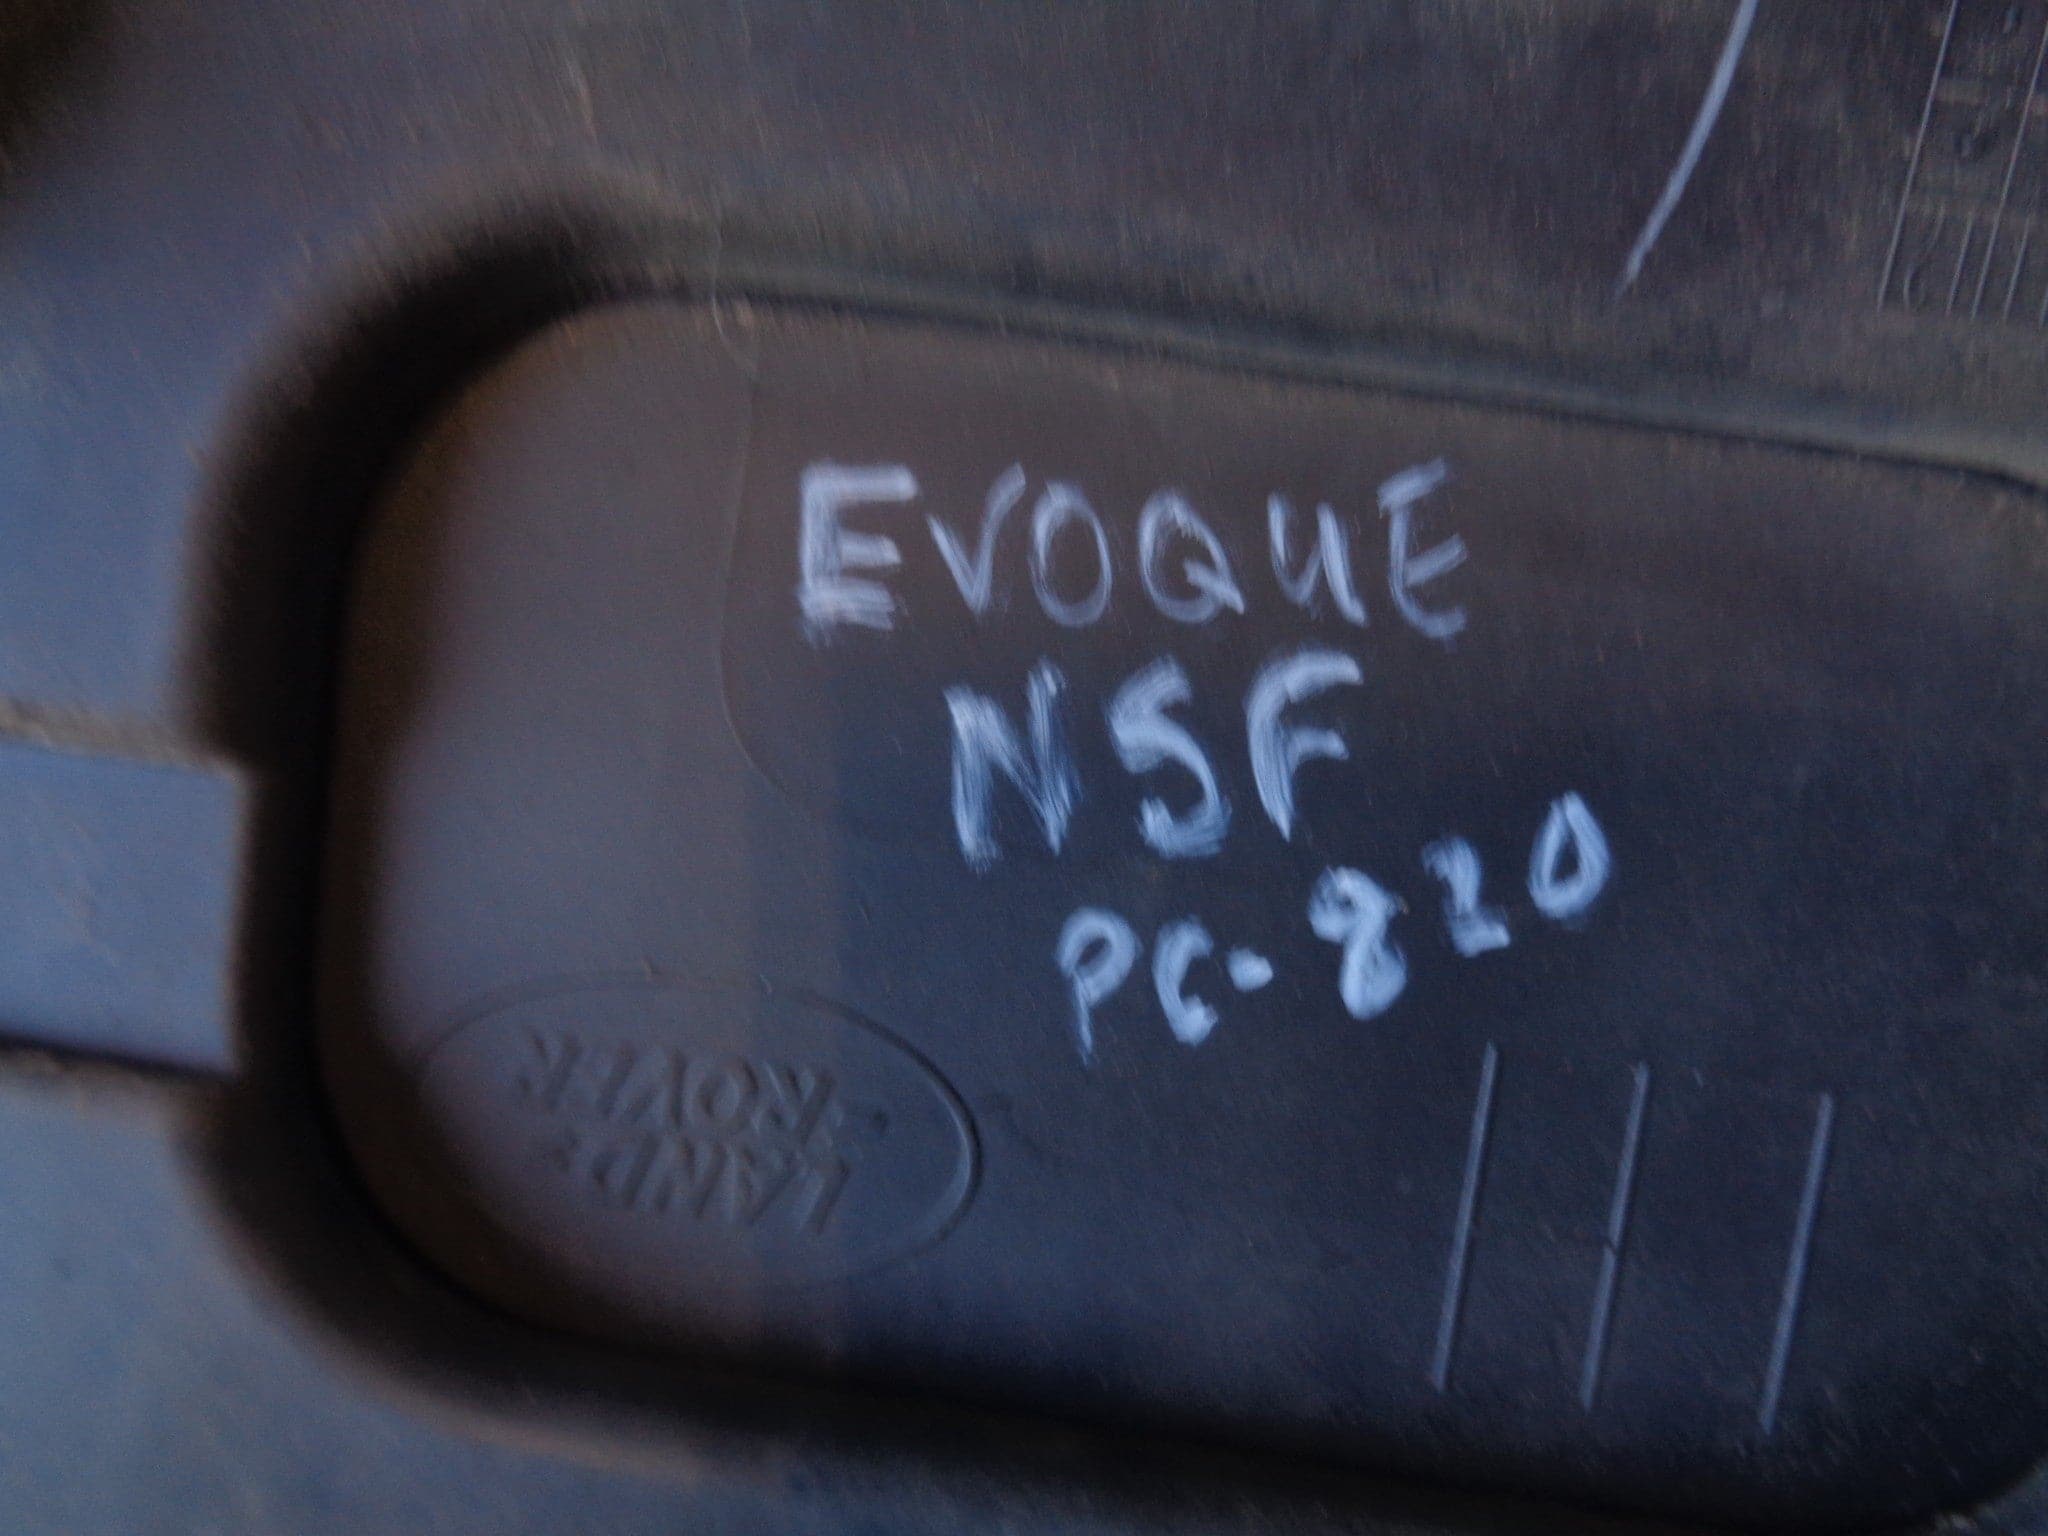 EVOQUE
NSF
PC-820
LAND
ROVER